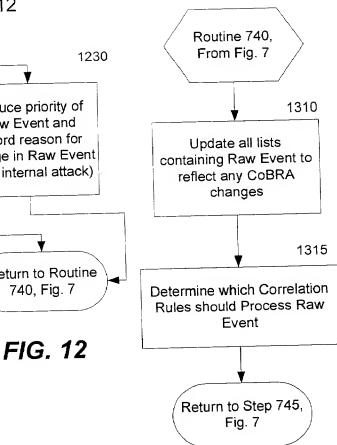 12
1230
uce priority of
w Event and
ord reason for
ge in Raw Event
internal attack)
eturn to Routine
740, Fig. 7
FIG. 12
Routine 740,
From Fig. 7
1310
Update all lists
containing Raw Event to
reflect any CoBRA
changes
1315
Determine which Correlation
Rules should Process Raw
Event
Return to Step 745,
Fig. 7